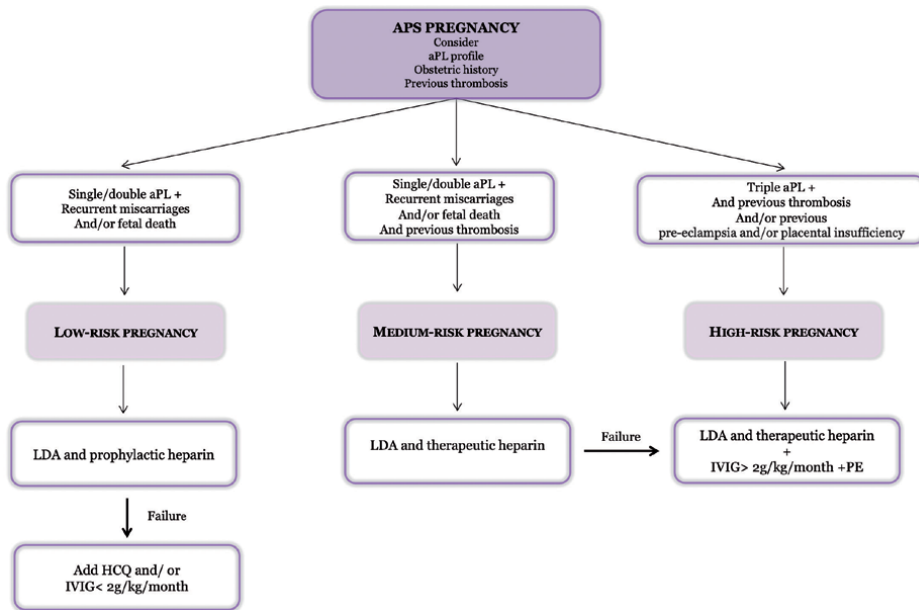 APS PREGNANCY
Consider
aPL profile
Obstetric history
Previous thrombosis
Single/double aPL +
Recurrent miscarriages
And/or fetal death
Single/double aPL +
Recurrent miscarriages
And/or fetal death
And previous thrombosis
Triple aPL +
And previous thrombosis
And/or previous
pre-eclampsia and/or placental insufficiency
LOW-RISK PREGNANCY
MEDIUM-RISK PREGNANCY
HIGH-RISK PREGNANCY
LDA and prophylactic heparin
LDA and therapeutic heparin
Failure
LDA and therapeutic heparin
+
IVIG> 2g/kg/month +PE
Failure
Add HCQ and/ or
IVIG< 2g/kg/month